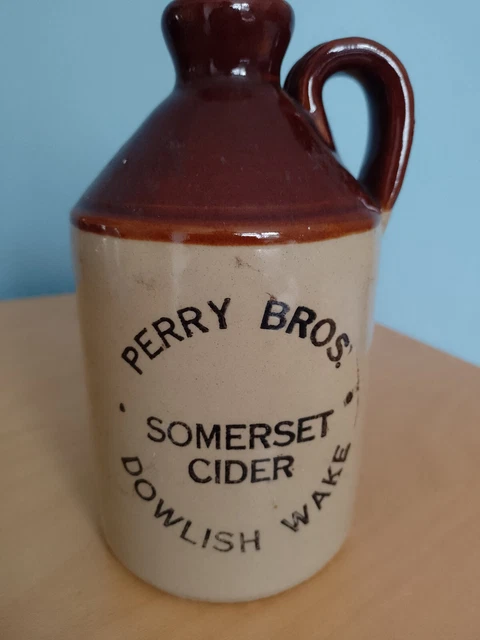 PERRY BROS.
SOMERSET
CIDER
DOWLISH WAKE